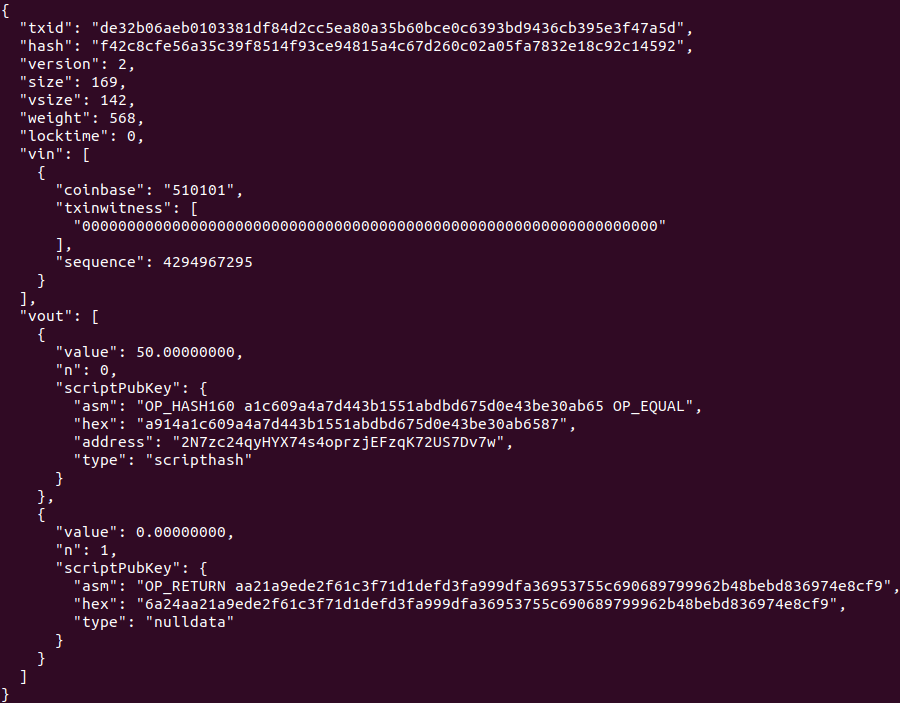 {
  "txid": "de32b06aeb0103381df84d2cc5ea80a35b60bce0c6393bd9436cb395e3f47a5d",
  "hash": "f42c8cfe56a35c39f8514f93ce94815a4c67d260c02a05fa7832e18c92c14592",
  "version": 2,
  "size": 169,
  "vsize": 142,
  "weight": 568,
  "locktime": 0,
  "vin": [
    {
      "coinbase": "510101",
      "txinwitness": [
        "0000000000000000000000000000000000000000000000000000000000000000"
      ],
      "sequence": 4294967295
    }
  ],
  "vout": [
    {
      "value": 50.00000000,
      "n": 0,
      "scriptPubKey": {
        "asm": "OP_HASH160 a1c609a4a7d443b1551abdbd675d0e43be30ab65 OP_EQUAL",
        "hex": "a914a1c609a4a7d443b1551abdbd675d0e43be30ab6587",
        "address": "2N7zc24qyHYX74s4oprzjEFzqK72US7Dv7w",
        "type": "scripthash"
      }
    },
    {
      "value": 0.00000000,
      "n": 1,
      "scriptPubKey": {
        "asm": "OP_RETURN aa21a9ede2f61c3f71d1defd3fa999dfa36953755c690689799962b48bebd836974e8cf9",
        "hex": "6a24aa21a9ede2f61c3f71d1defd3fa999dfa36953755c690689799962b48bebd836974e8cf9",
        "type": "nulldata"
      }
    }
  ]
}